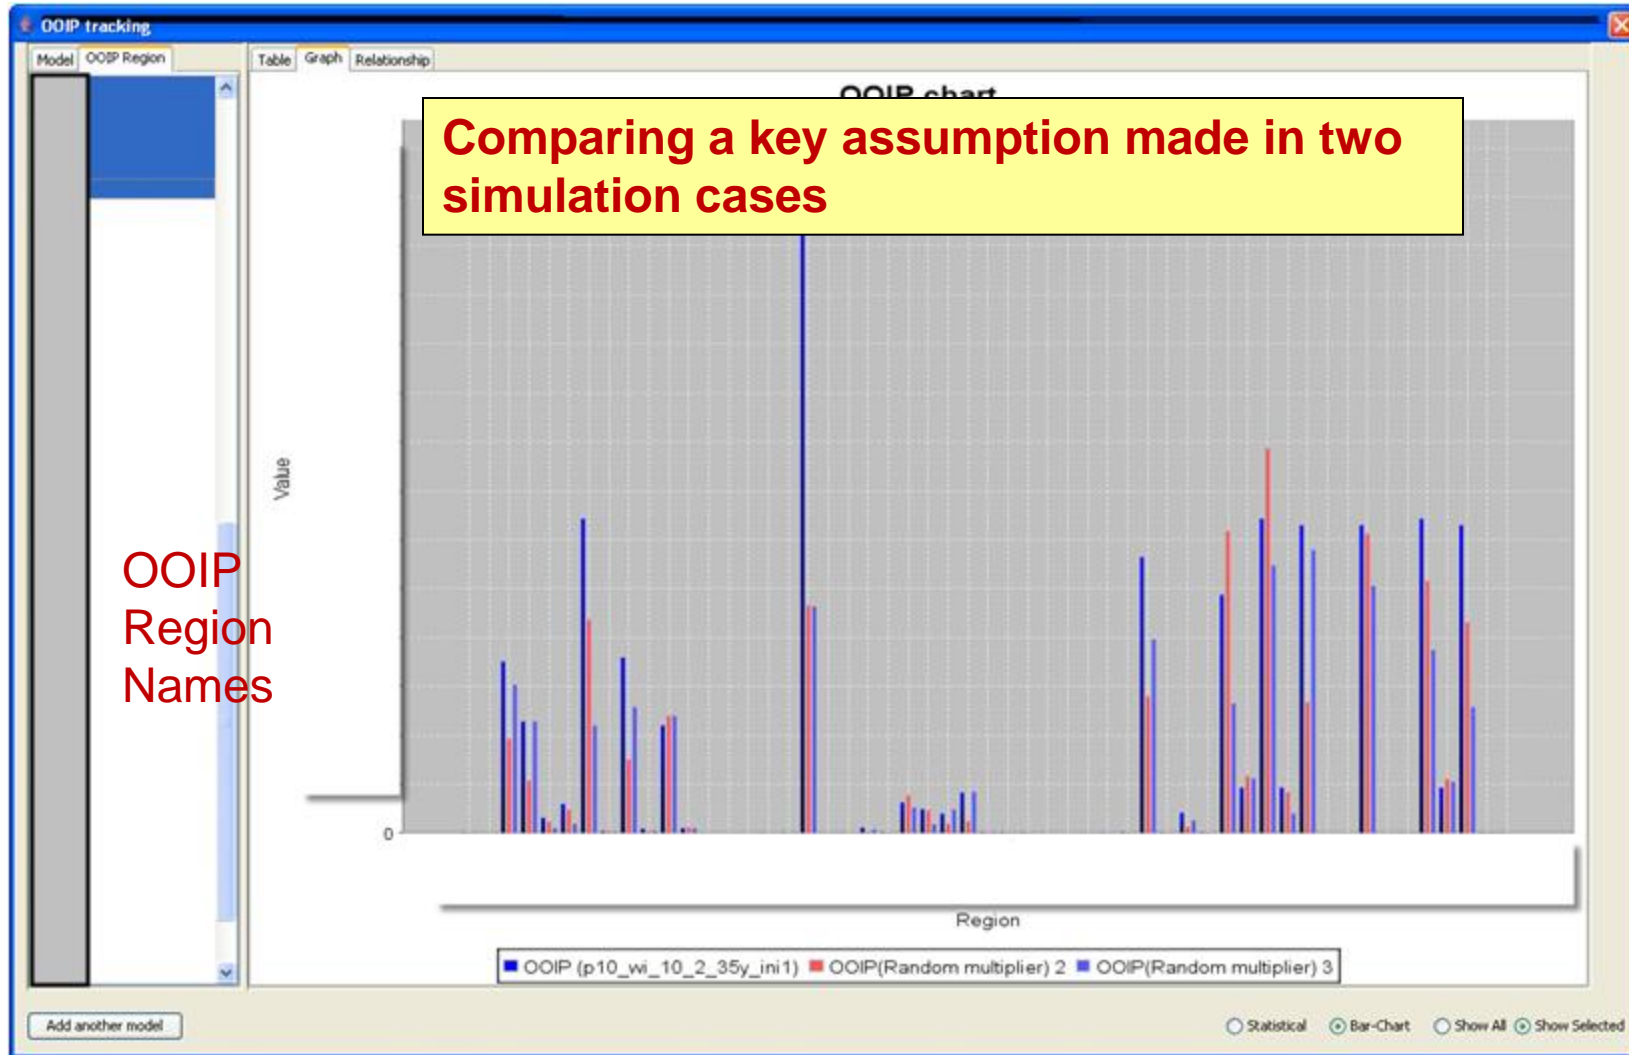 OOIP tracking
Model OOIP Region
Table Graph Relationship
OOIP chart
Comparing a key assumption made in two
simulation cases
Value
OOIP
Region
Names
0
Region
OOIP (p10_wi_10_2_35y_ini1) OOIP(Random multiplier) 2 OOIP(Random multiplier) 3
Add another model
Statistical Bar-Chart Show All Show Selected